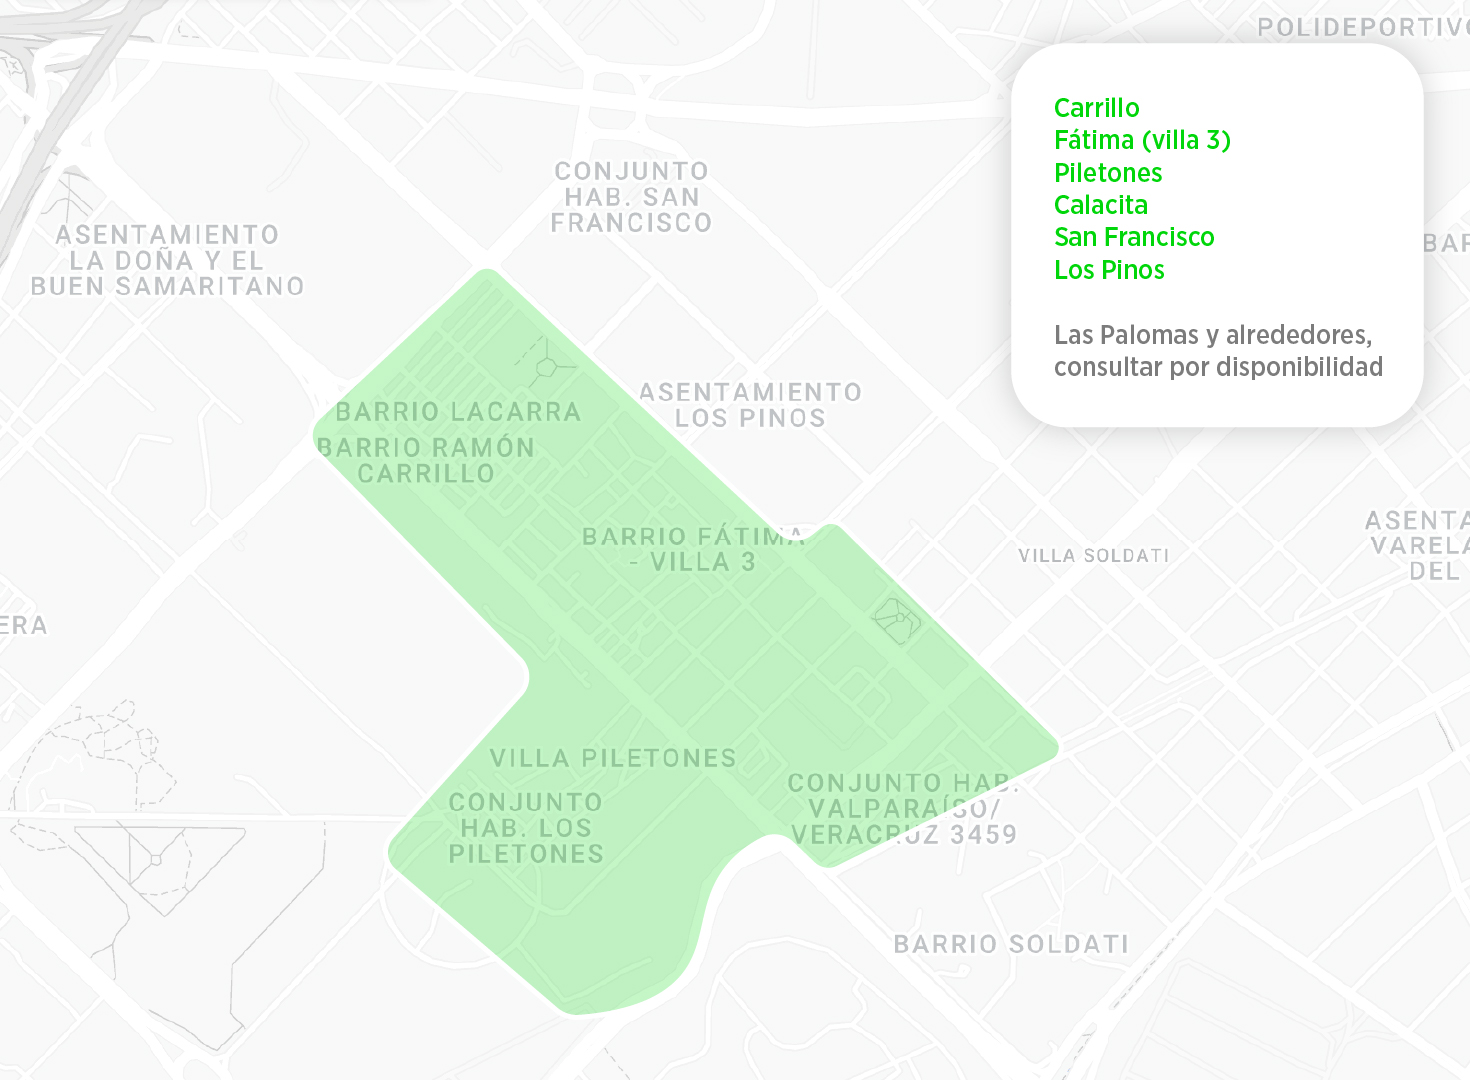 POLIDEPORTIVO
Carrillo
Fátima (villa 3)
Piletones
Calacita
San Francisco
Los Pinos
Las Palomas y alrededores,
consultar por disponibilidad
CONJUNTO
HAB. SAN
FRANCISCO
ASENTAMIENTO
LA DOÑA Y EL
BUEN SAMARITANO
BAR
ASENTAMIENTO
LOS PINOS
BARRIO LACARRA
BARRIO RAMÓN
CARRILLO
BARRIO FÁTIMA
- VILLA 3
VILLA SOLDATI
ASENTA
VARELA
DEL
ERA
VILLA PILETONES
CONJUNTO
HAB. LOS
PILETONES
CONJUNTO HAB.
VALPARAÍSO/
VERACRUZ 3459
BARRIO SOLDATI